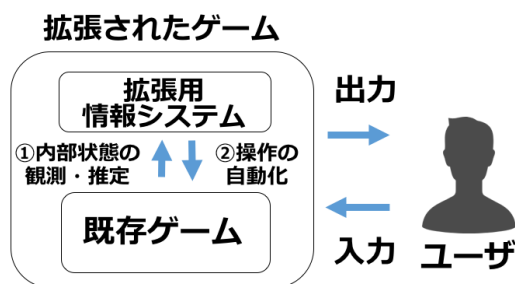 拡張されたゲーム
拡張用
情報システム
①内部状態の
観測・推定
②操作の
自動化
既存ゲーム
出力
入力
ユーザ